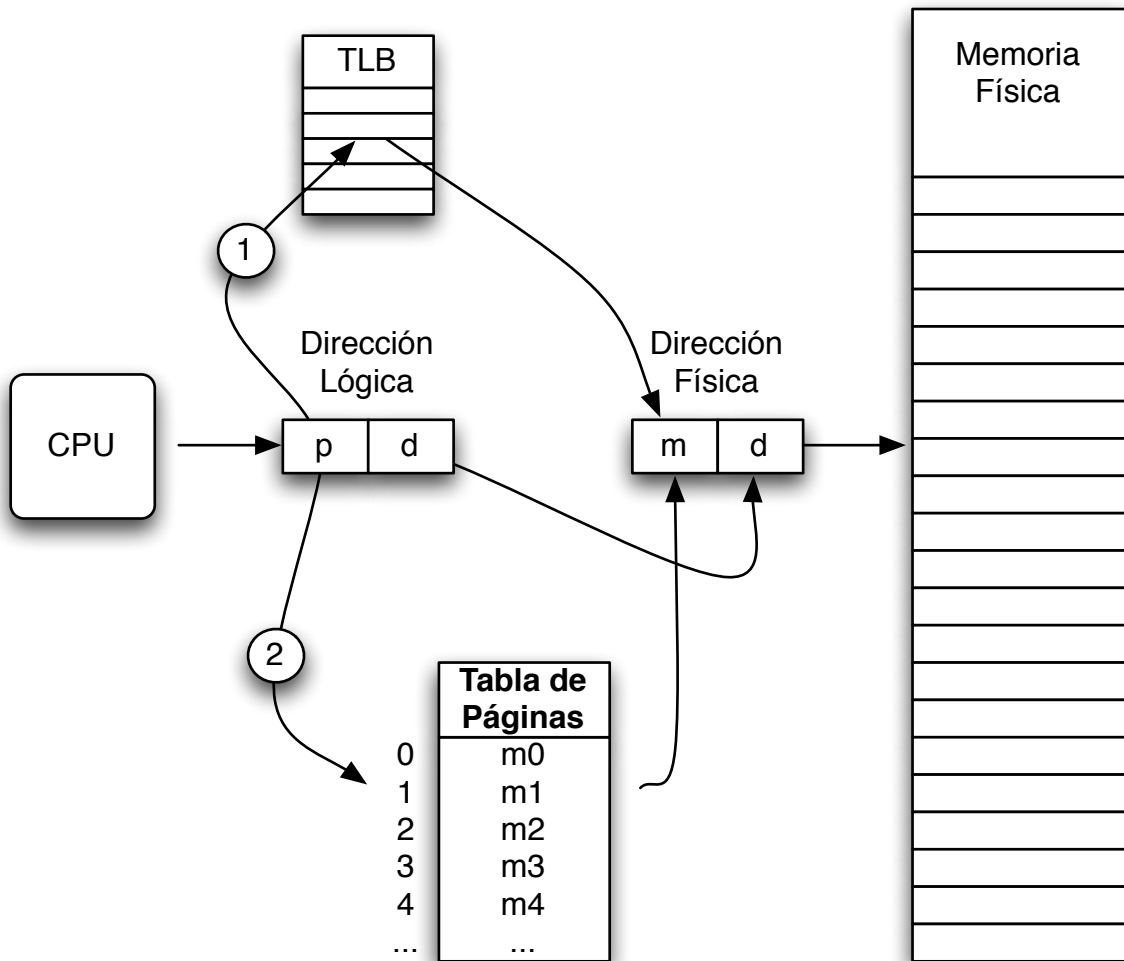 TLB
Memoria
Física
1
Dirección
Lógica
Dirección
Física
CPU
p d
m d
2
Tabla de
Páginas
0 m0
1 m1
2 m2
3 m3
4 m4
... ...